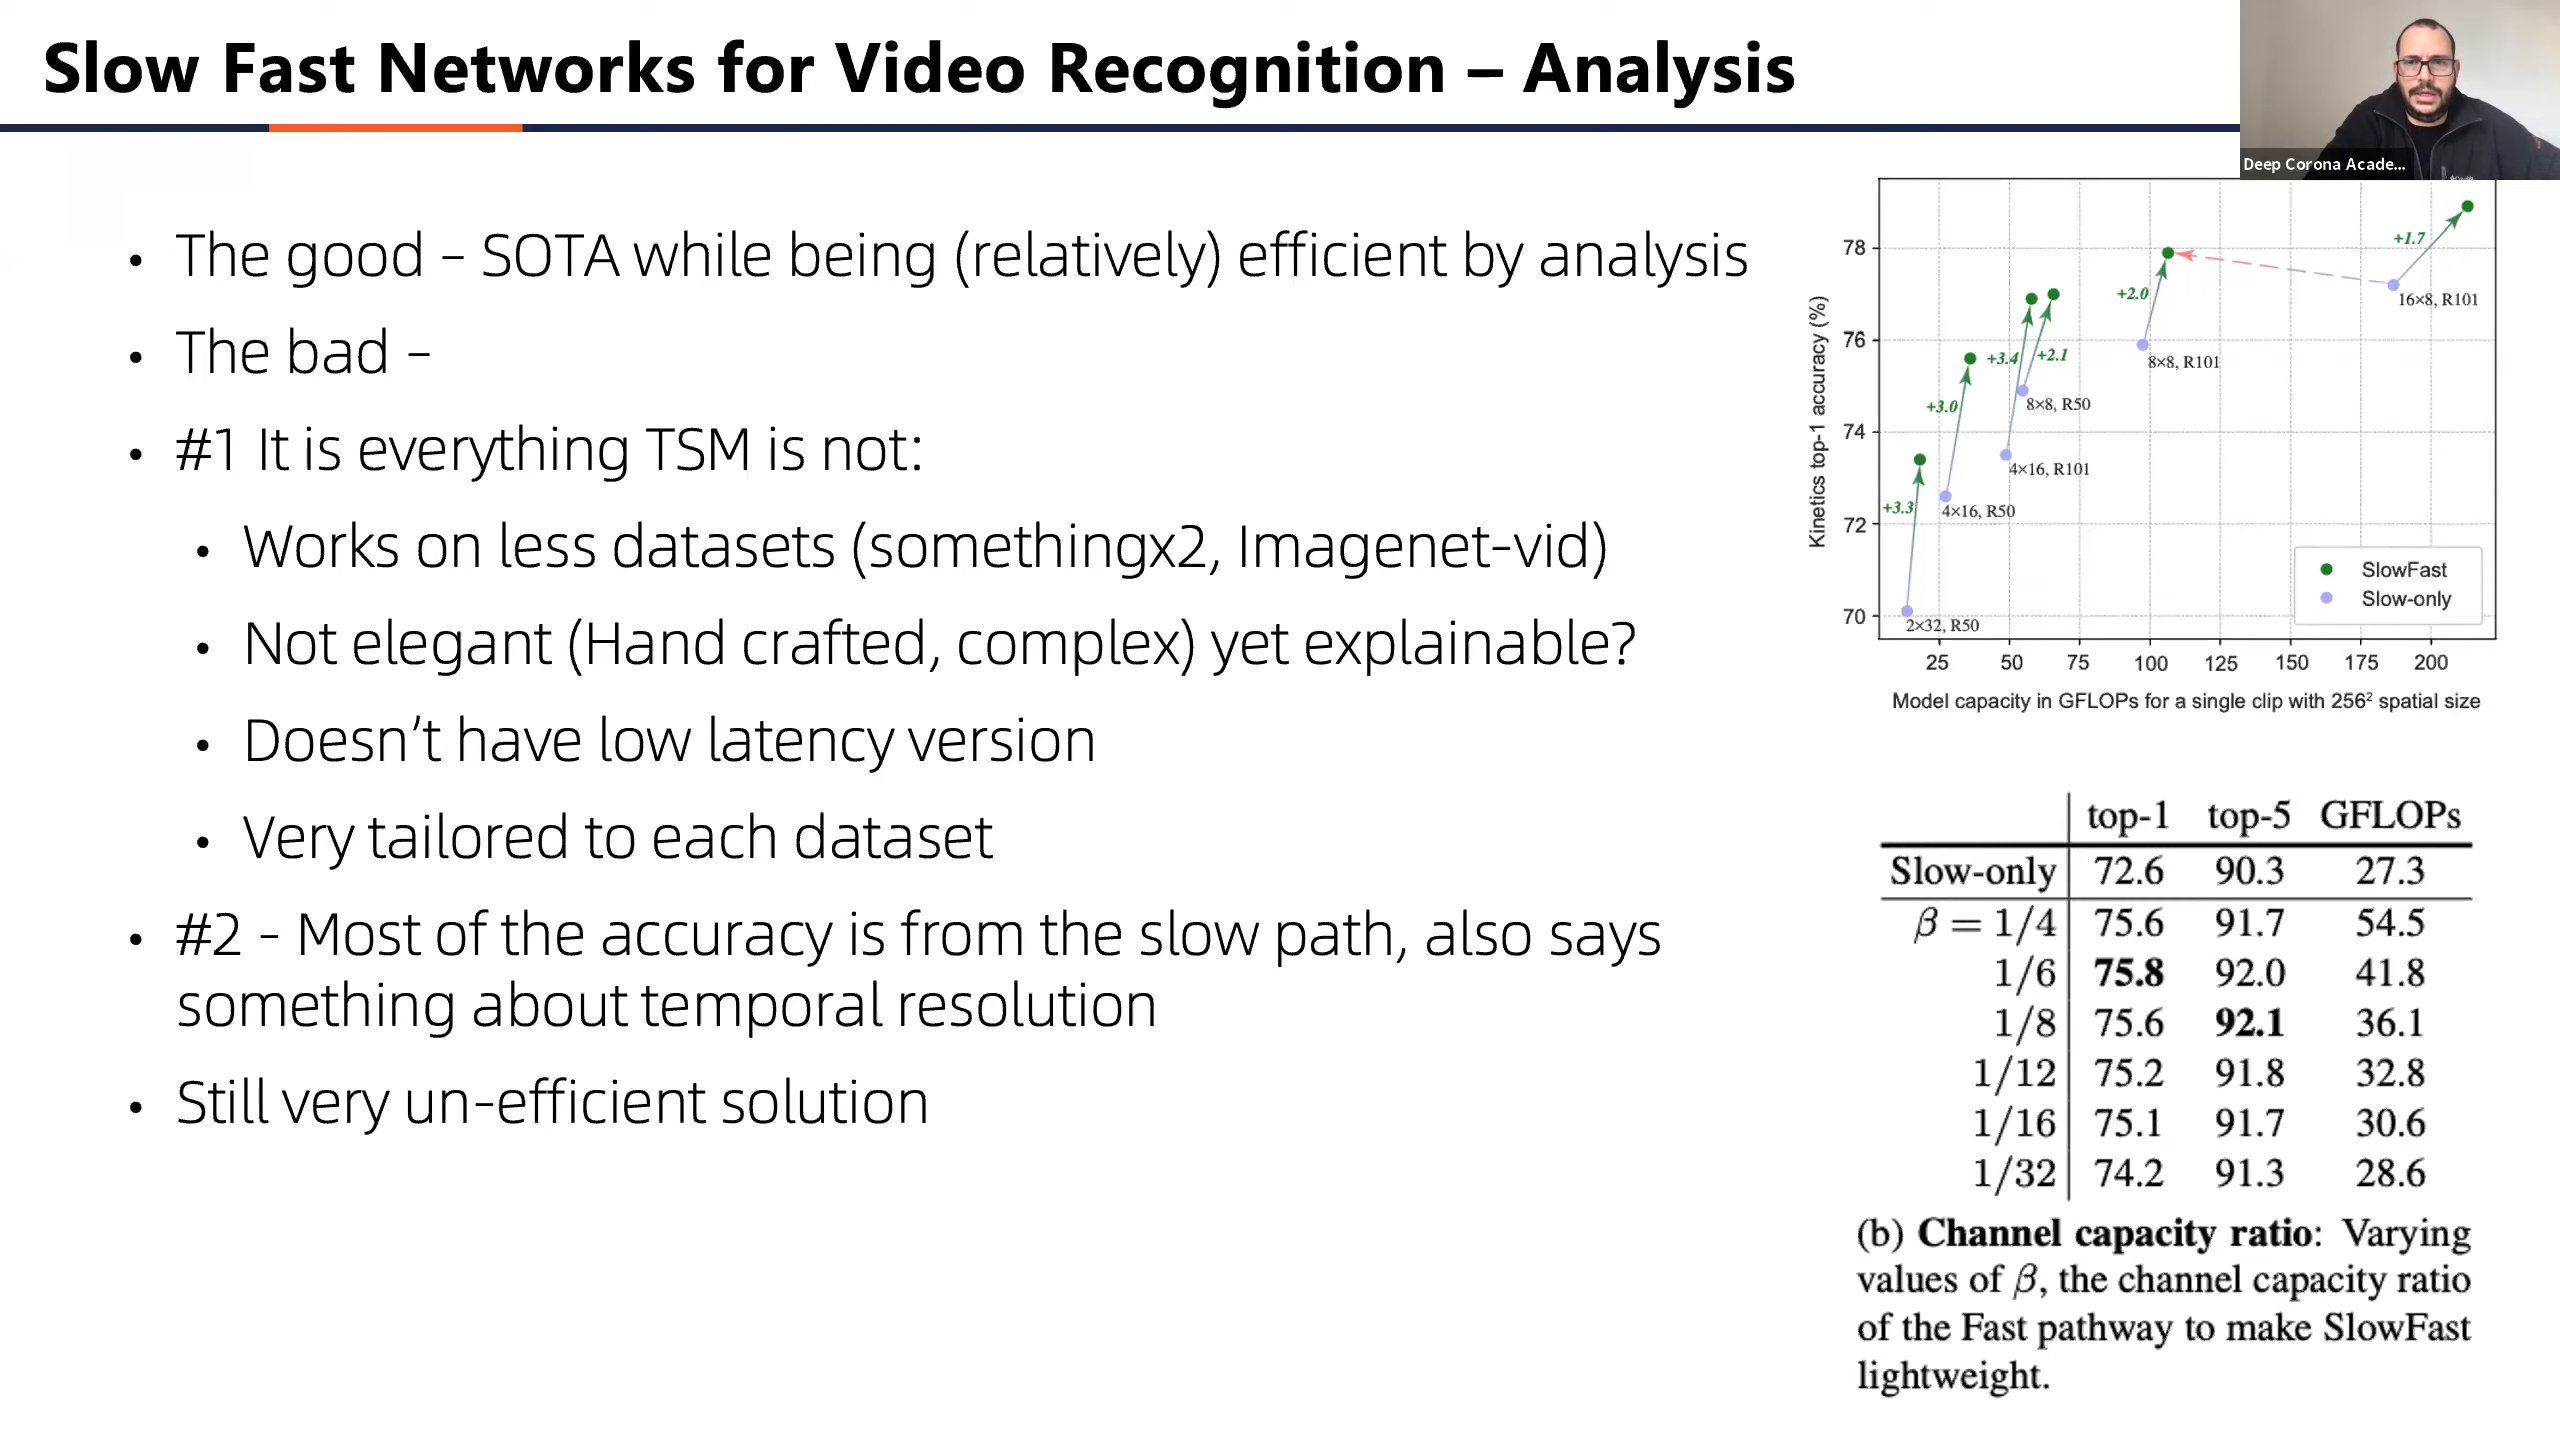 Slow Fast Networks for Video Recognition – Analysis
Deep Corona Acade...
• The good – SOTA while being (relatively) efficient by analysis
• The bad –
• #1 It is everything TSM is not:
• Works on less datasets (somethingx2, Imagenet-vid)
• Not elegant (Hand crafted, complex) yet explainable?
• Doesn't have low latency version
• Very tailored to each dataset
• #2 – Most of the accuracy is from the slow path, also says
something about temporal resolution
• Still very un-efficient solution
Kinetics top-1 accuracy (%)
78
76
74
72
70
+1.7
+2.0
16×8, R101
+3.4
+2.1
8×8, R101
+3.0
8×8, R50
4×16, R101
+3.3
4×16, R50
2×32, R50
SlowFast
Slow-only
25 50 75 100 125 150 175 200
Model capacity in GFLOPs for a single clip with 256² spatial size
top-1 top-5 GFLOPs
Slow-only 72.6 90.3 27.3
β = 1/4 75.6 91.7 54.5
1/6 75.8 92.0 41.8
1/8 75.6 92.1 36.1
1/12 75.2 91.8 32.8
1/16 75.1 91.7 30.6
1/32 74.2 91.3 28.6
(b) Channel capacity ratio: Varying
values of β, the channel capacity ratio
of the Fast pathway to make SlowFast
lightweight.